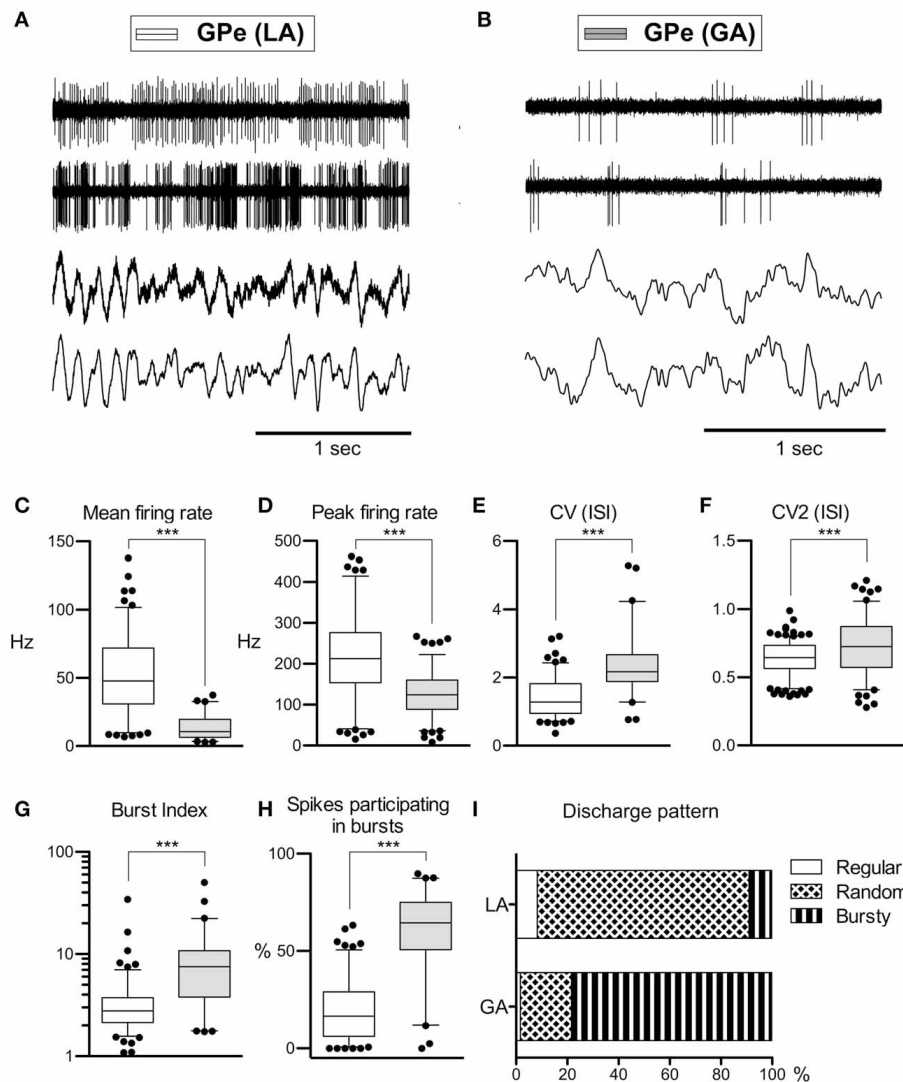 A
GPe (LA)
B
GPe (GA)
1 sec
1 sec
C
Mean firing rate
***
150
100
50
0
Hz
D
Peak firing rate
***
500
400
300
200
100
0
Hz
E
CV (ISI)
***
6
4
2
0
F
CV2 (ISI)
***
1.5
1.0
0.5
0.0
G
Burst Index
***
100
10
1
H
Spikes participating
in bursts
***
100
50
0
%
I
Discharge pattern
LA
GA
0 20 40 60 80 100 %
Regular
Random
Bursty